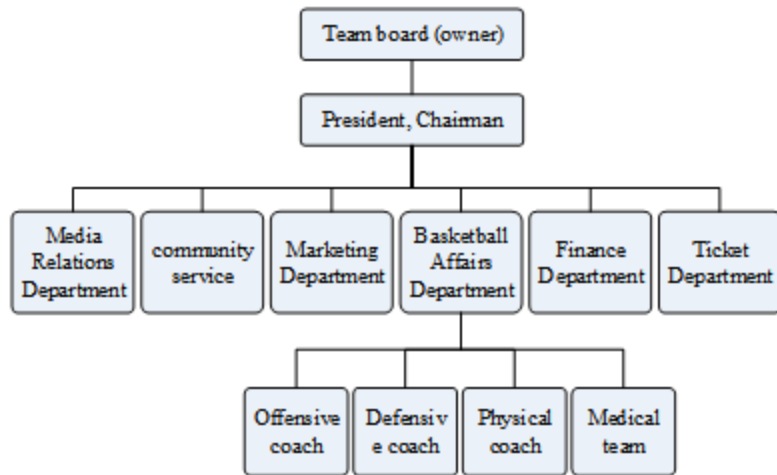 Team board (owner)
President, Chairman
Media
Relations
Department
community
service
Marketing
Department
Basketball
Affairs
Department
Finance
Department
Ticket
Department
Offensive
coach
Defensiv
e coach
Physical
coach
Medical
team